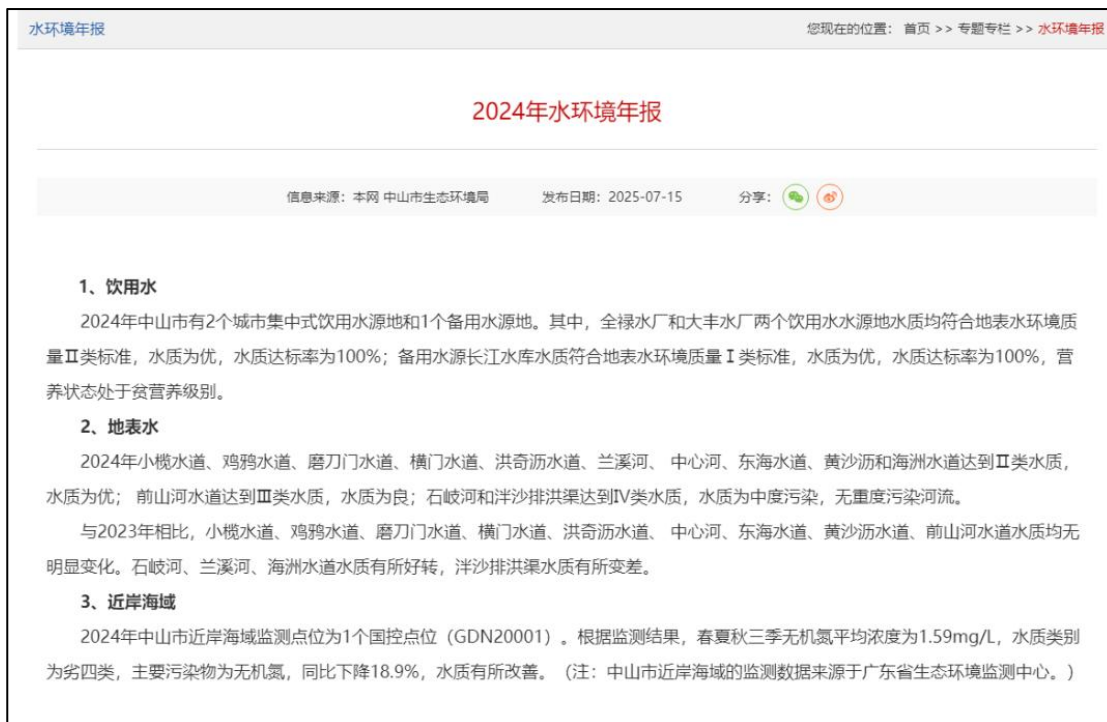 水环境年报
您现在的位置： 首页 >> 专题专栏 >> 水环境年报
2024年水环境年报
信息来源：本网 中山市生态环境局 发布日期：2025-07-15 分享：
1、饮用水
2024年中山市有2个城市集中式饮用水源地和1个备用水源地。其中，全禄水厂和大丰水厂两个饮用水水源地水质均符合地表水环境质
量Ⅱ类标准，水质为优，水质达标率为100%；备用水源长江水库水质符合地表水环境质量Ⅰ类标准，水质为优，水质达标率为100%，营
养状态处于贫营养级别。
2、地表水
2024年小榄水道、鸡鸦水道、磨刀门水道、横门水道、洪奇沥水道、兰溪河、 中心河、东海水道、黄沙沥和海洲水道达到Ⅱ类水质，
水质为优； 前山河水道达到Ⅲ类水质，水质为良；石岐河和泮沙排洪渠达到Ⅳ类水质，水质为中度污染，无重度污染河流。
与2023年相比，小榄水道、鸡鸦水道、磨刀门水道、横门水道、洪奇沥水道、 中心河、东海水道、黄沙沥水道、前山河水道水质均无
明显变化。石岐河、兰溪河、海洲水道水质有所好转，泮沙排洪渠水质有所变差。
3、近岸海域
2024年中山市近岸海域监测点位为1个国控点位（GDN20001）。根据监测结果，春夏秋三季无机氮平均浓度为1.59mg/L，水质类别
为劣四类，主要污染物为无机氮，同比下降18.9%，水质有所改善。（注：中山市近岸海域的监测数据来源于广东省生态环境监测中心。）